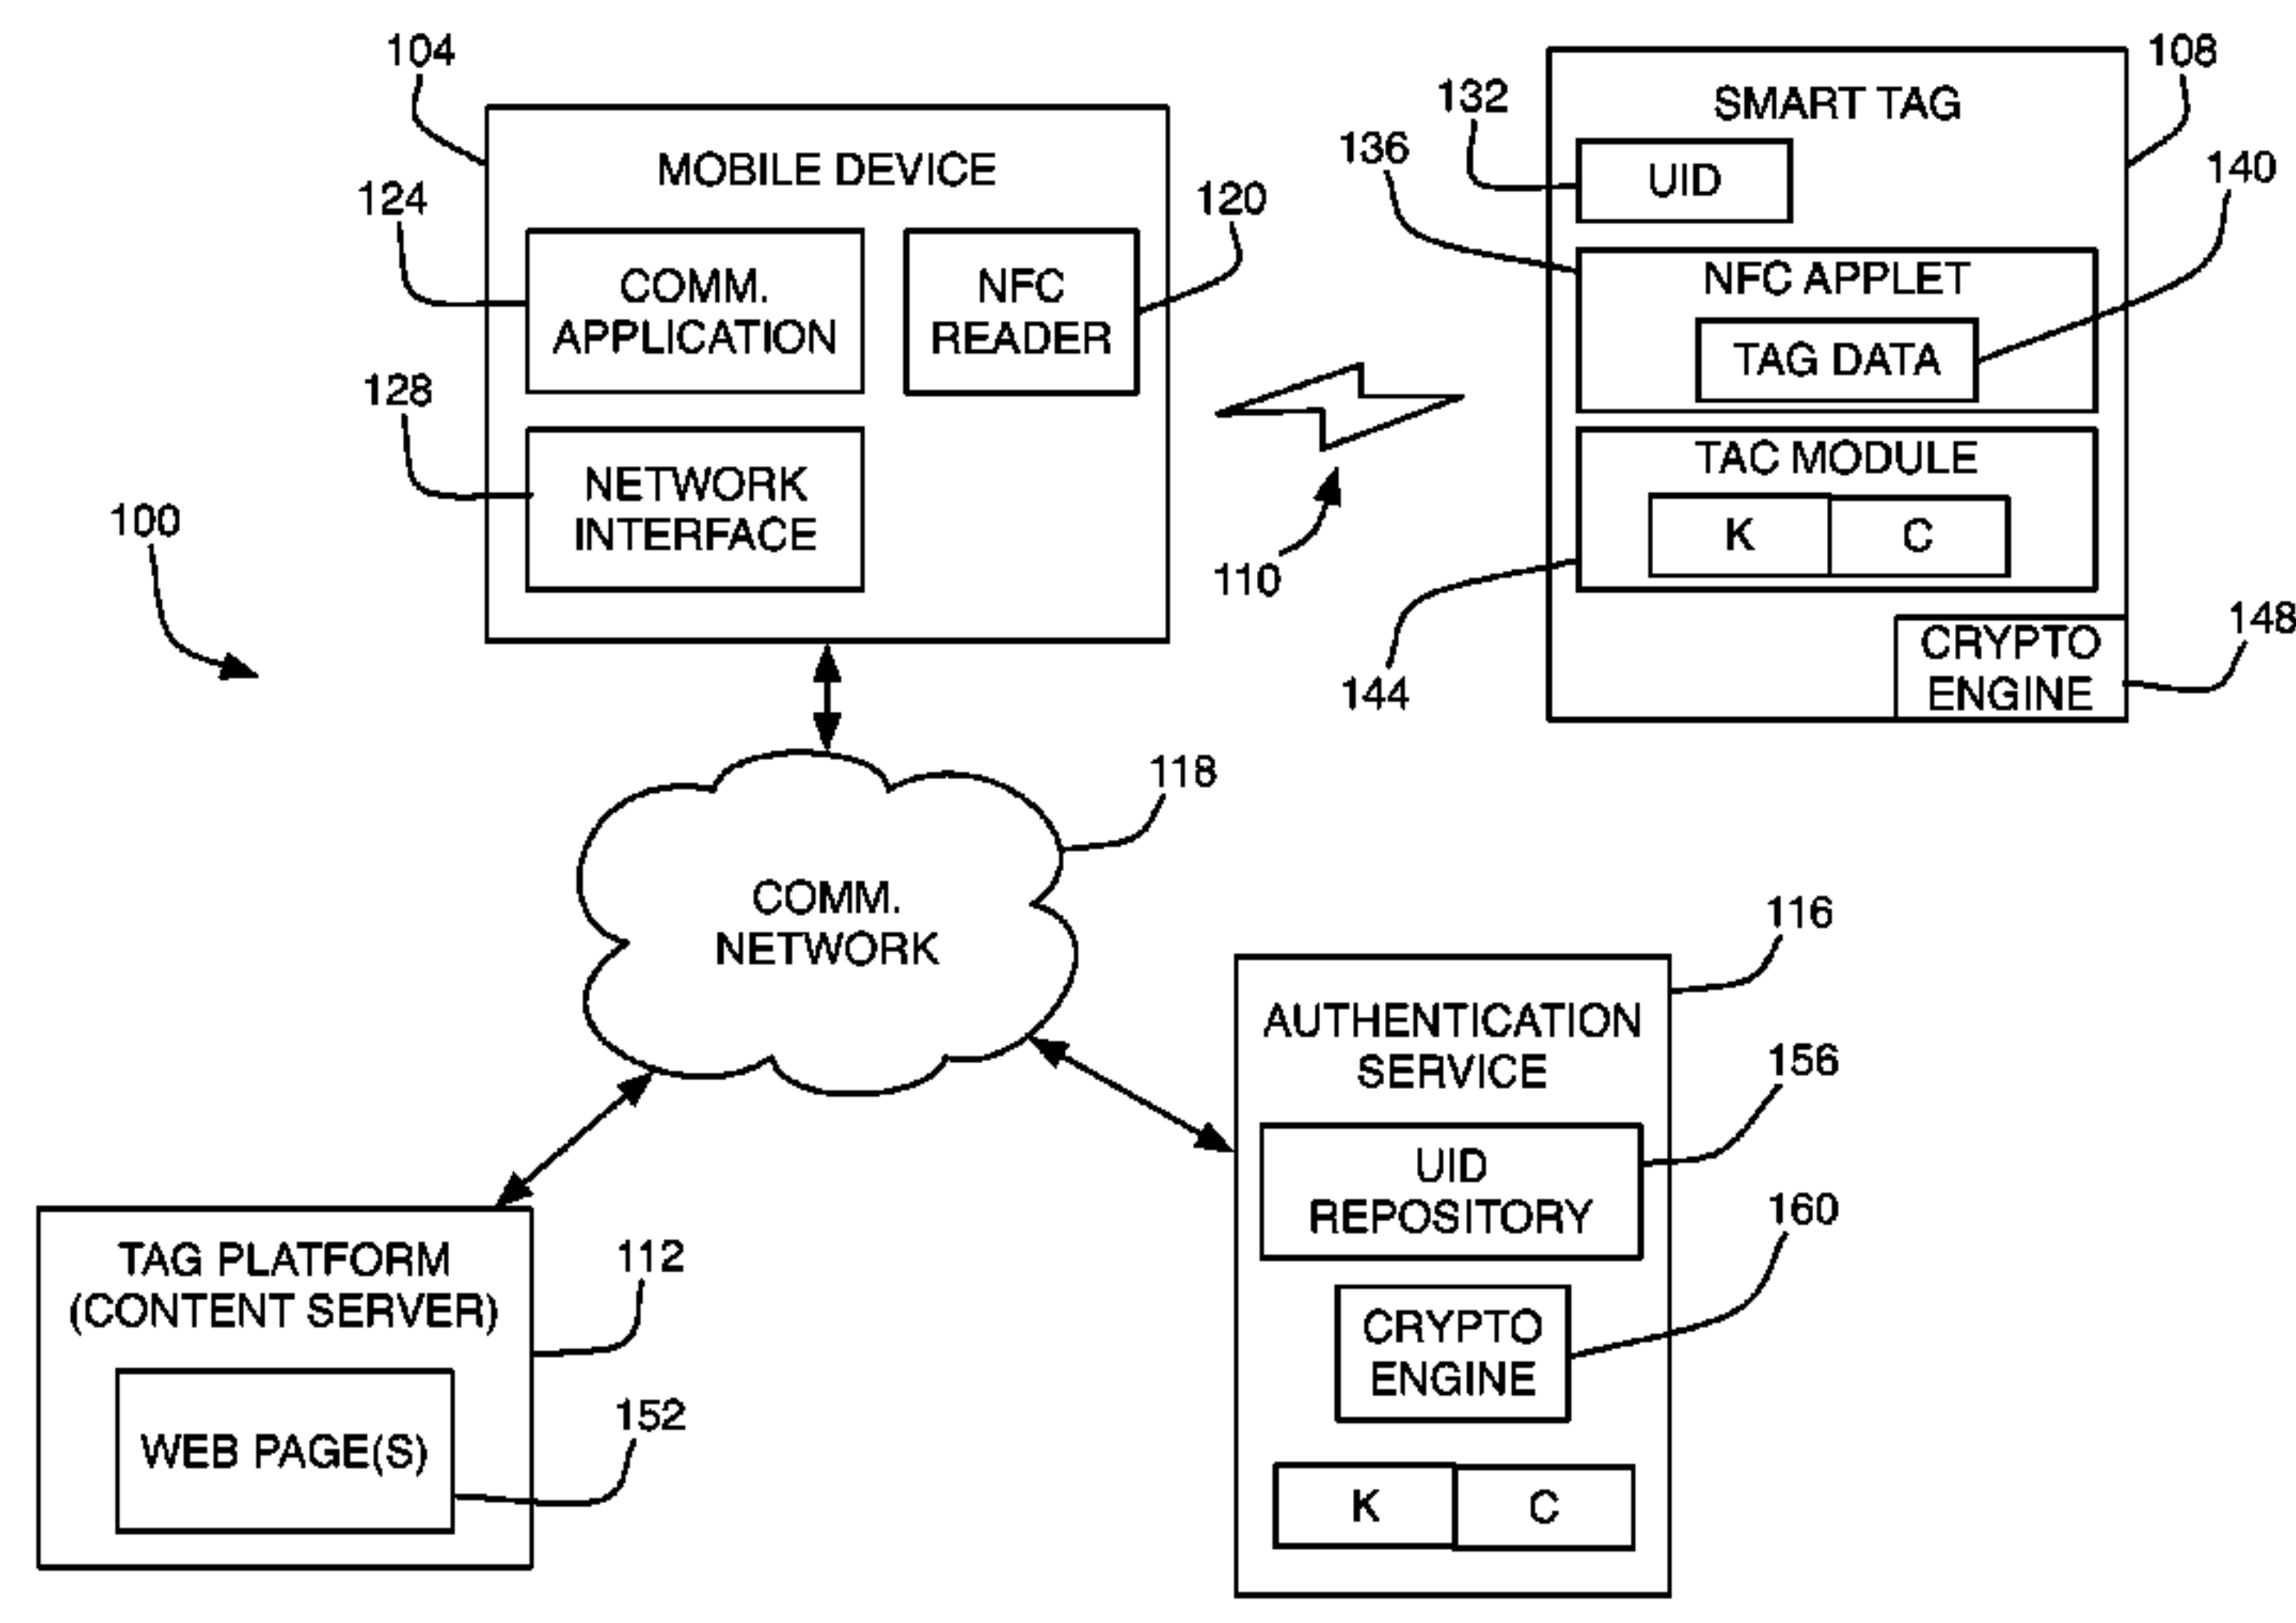 104
MOBILE DEVICE
124
COMM.
APPLICATION
NFC
READER
120
128
NETWORK
INTERFACE
100
110
108
SMART TAG
132
UID
136
NFC APPLET
140
TAG DATA
TAC MODULE
K
C
144
CRYPTO
ENGINE
148
118
COMM.
NETWORK
116
AUTHENTICATION
SERVICE
156
UID
REPOSITORY
160
CRYPTO
ENGINE
K
C
TAG PLATFORM
(CONTENT SERVER)
112
WEB PAGE(S)
152